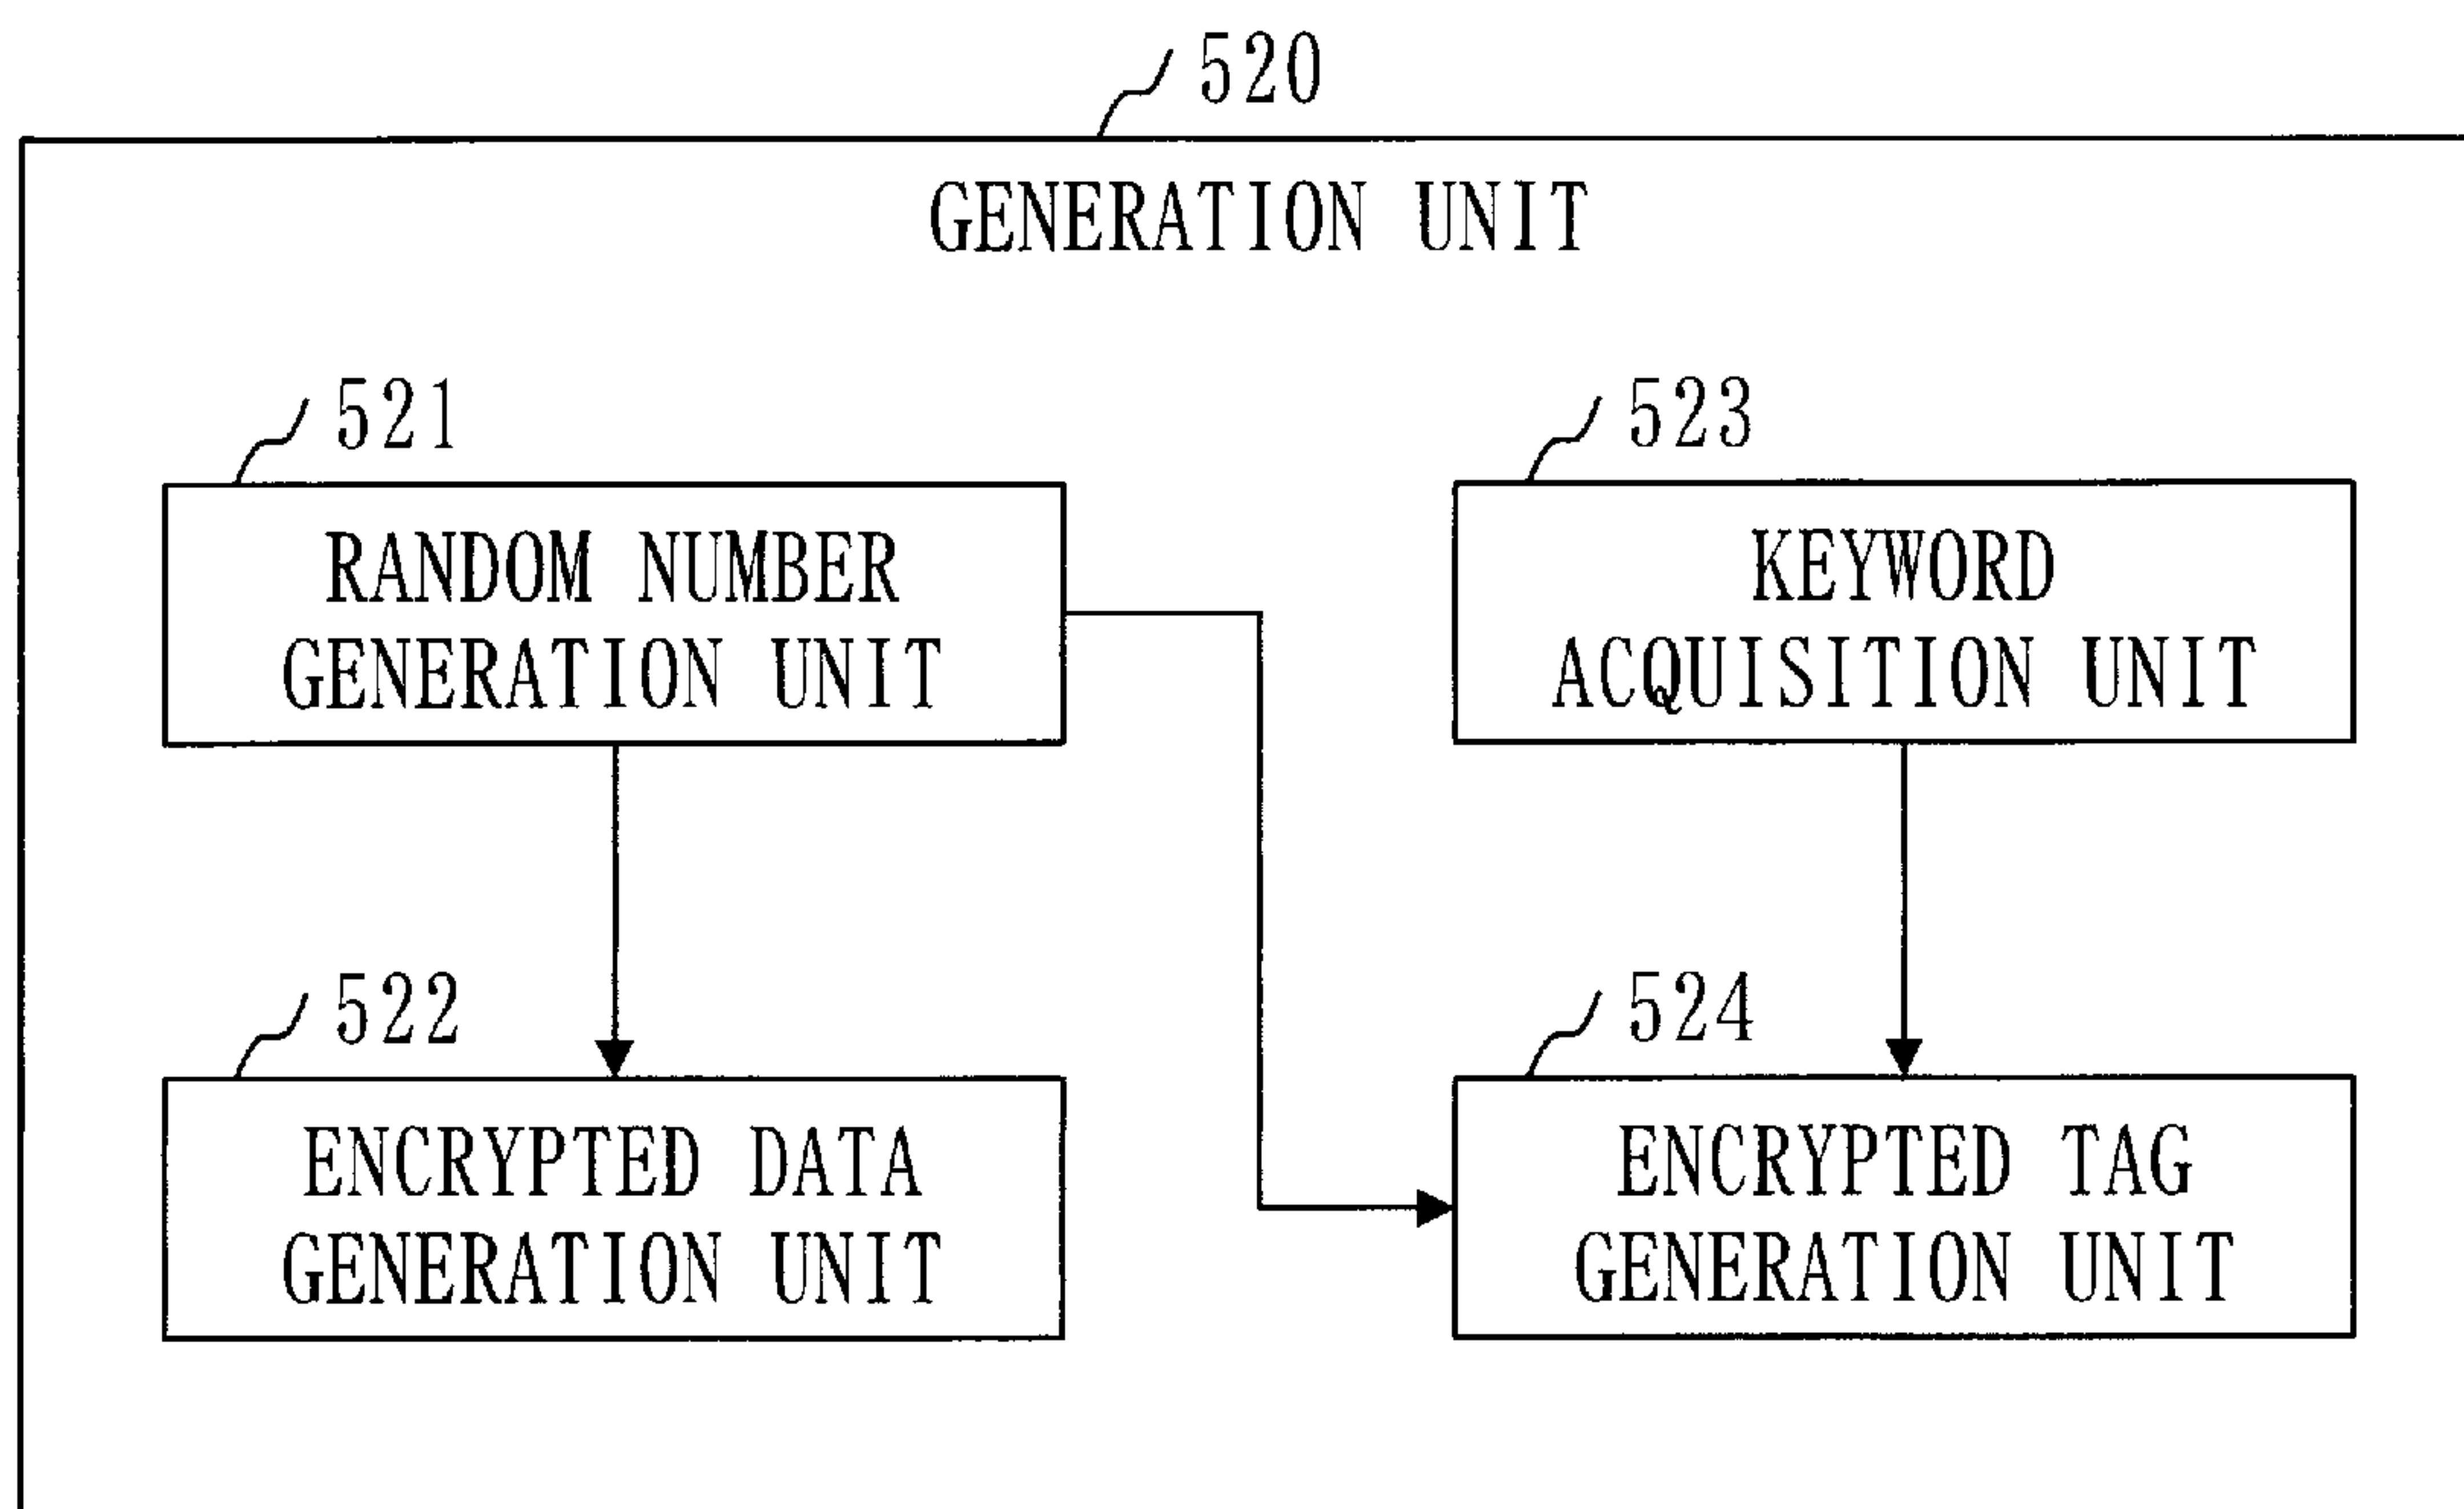 520
GENERATION UNIT
521
RANDOM NUMBER
GENERATION UNIT
523
KEYWORD
ACQUISITION UNIT
522
ENCRYPTED DATA
GENERATION UNIT
524
ENCRYPTED TAG
GENERATION UNIT